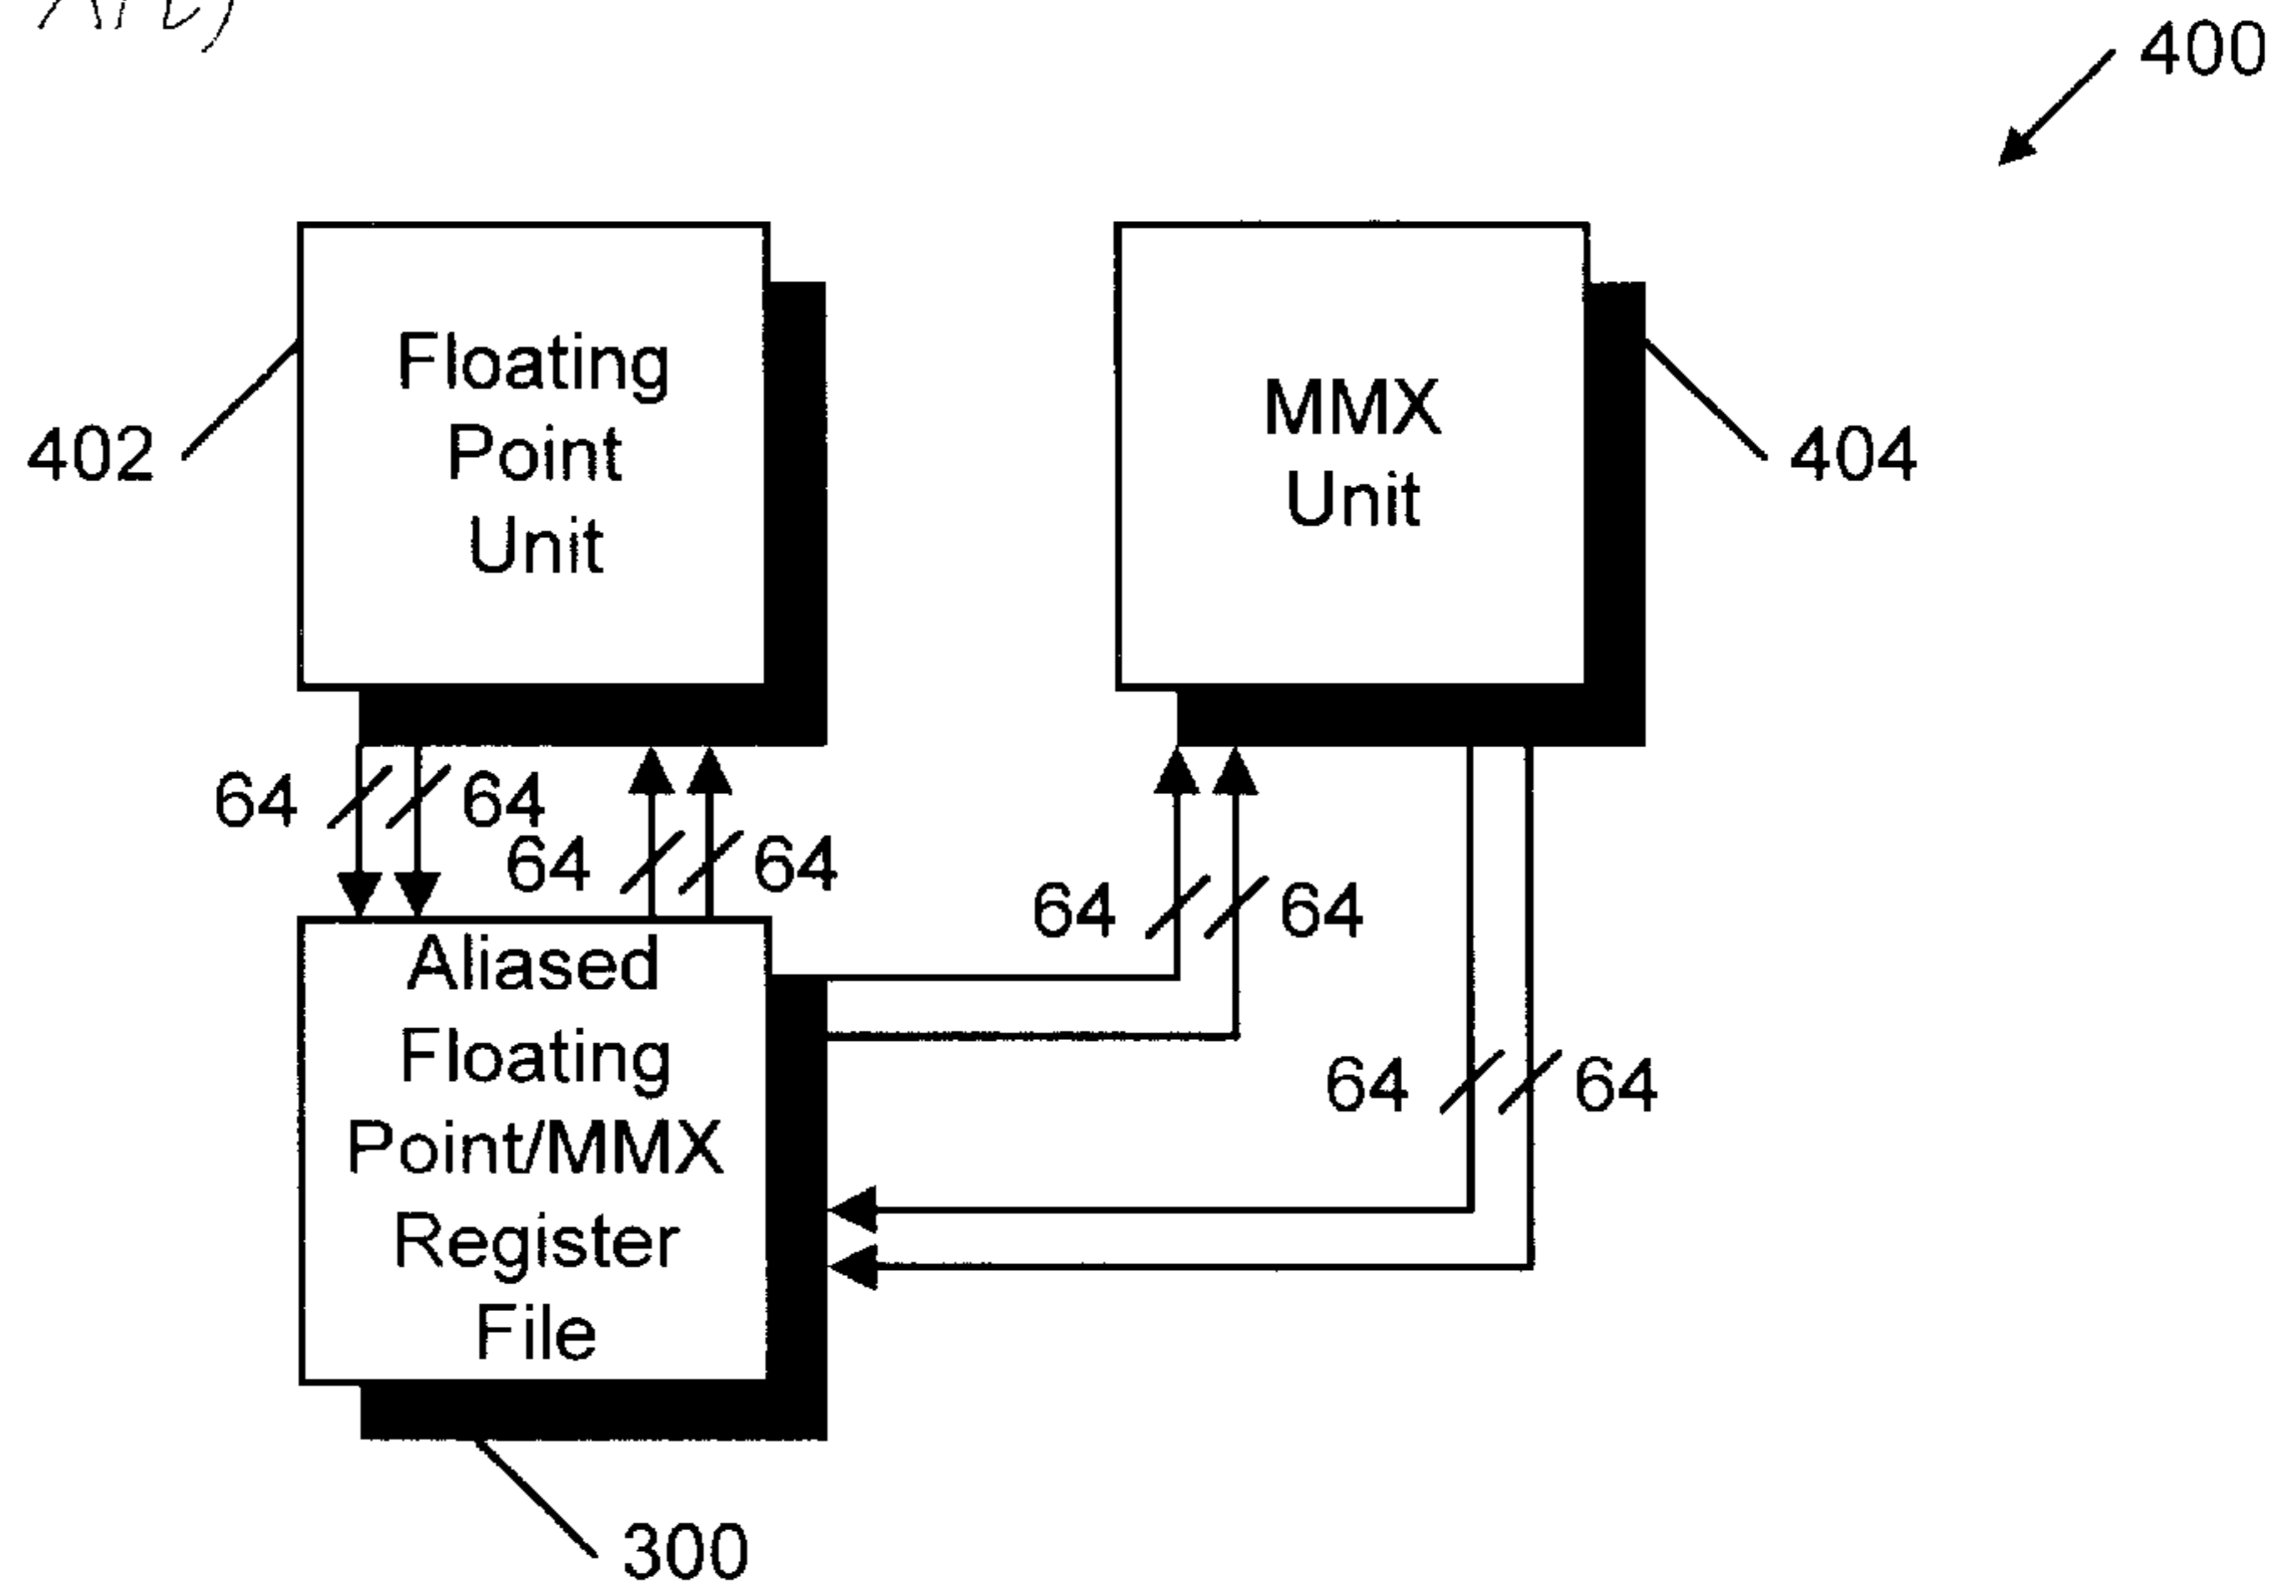 400
Floating
Point
Unit
MMX
Unit
402
404
64
64
64
64
64
64
64
64
Aliased
Floating
Point/MMX
Register
File
300